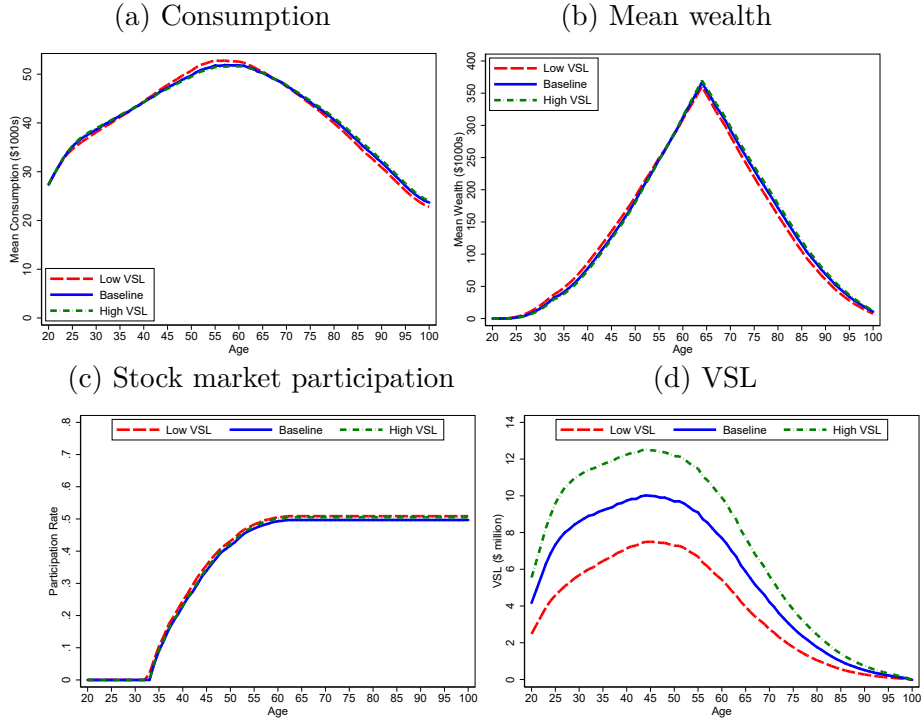 (a) Consumption
Mean Consumption ($1000s)
0 10 20 30 40 50
Low VSL
Baseline
High VSL
20 25 30 35 40 45 50 55 60 65 70 75 80 85 90 95 100
Age
(b) Mean wealth
Mean Wealth ($1000s)
0 50 100 150 200 250 300 350 400
Low VSL
Baseline
High VSL
20 25 30 35 40 45 50 55 60 65 70 75 80 85 90 95 100
Age
(c) Stock market participation
Participation Rate
0 .1 .2 .3 .4 .5 .6 .7 .8
Low VSL Baseline High VSL
20 25 30 35 40 45 50 55 60 65 70 75 80 85 90 95 100
Age
(d) VSL
VSL ($ million)
0 2 4 6 8 10 12 14
Low VSL Baseline High VSL
20 25 30 35 40 45 50 55 60 65 70 75 80 85 90 95 100
Age